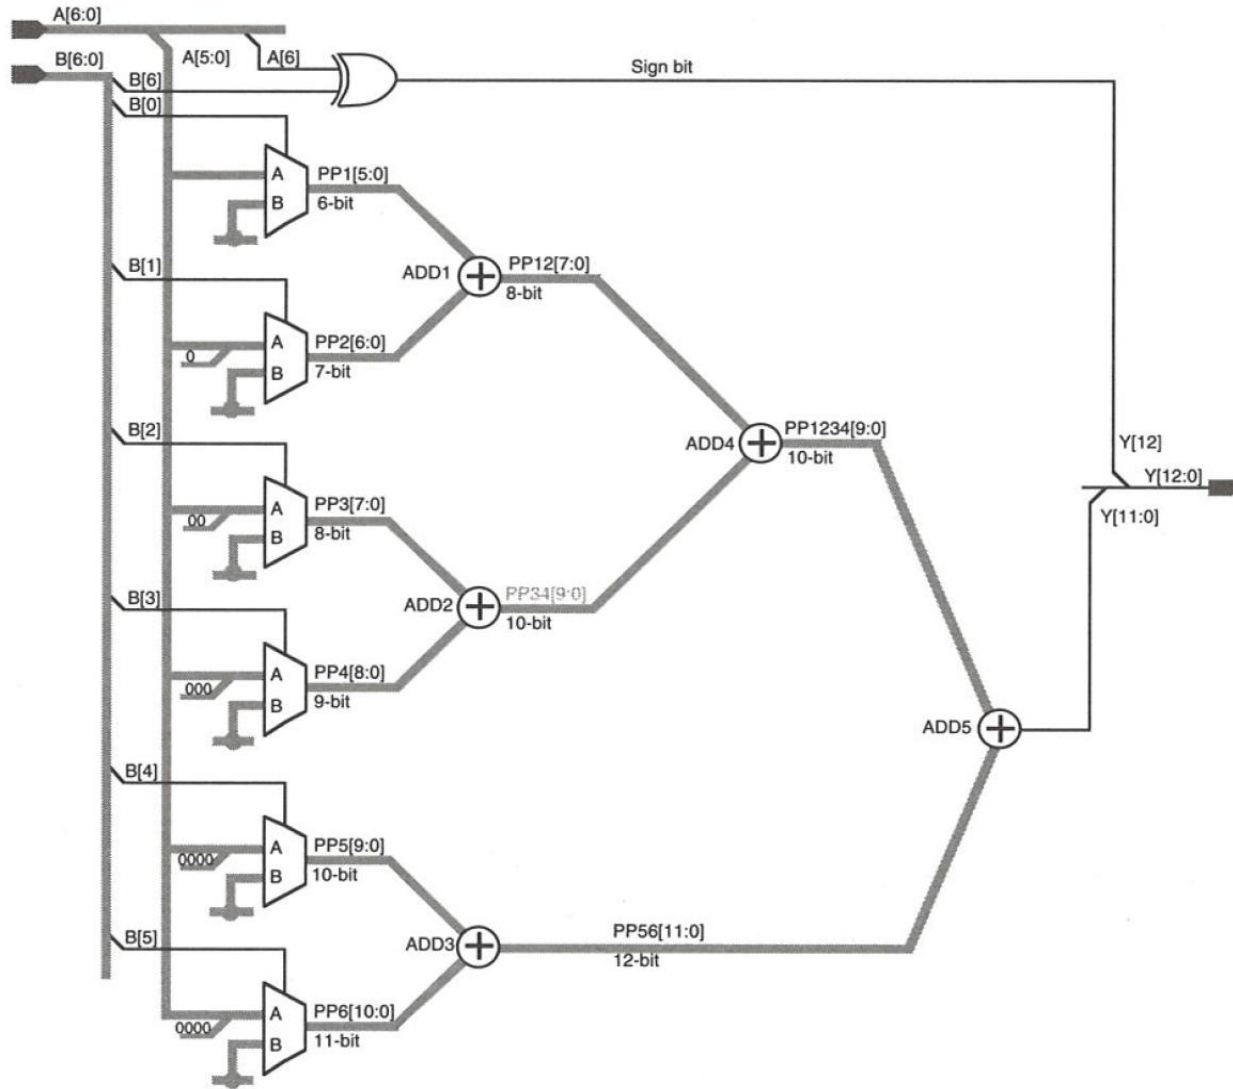 A[6:0]
B[6:0]
A[5:0]
A[6]
B[6]
Sign bit
B[0]
A
PP1[5:0]
B
6-bit
B[1]
ADD1
PP12[7:0]
8-bit
0
A
PP2[6:0]
B
7-bit
B[2]
ADD4
PP1234[9:0]
10-bit
Y[12]
Y[12:0]
Y[11:0]
00
A
PP3[7:0]
B
8-bit
B[3]
ADD2
PP34[9:0]
10-bit
000
A
PP4[8:0]
B
9-bit
ADD5
B[4]
0000
A
PP5[9:0]
B
10-bit
B[5]
ADD3
PP56[11:0]
12-bit
0000
A
PP6[10:0]
B
11-bit